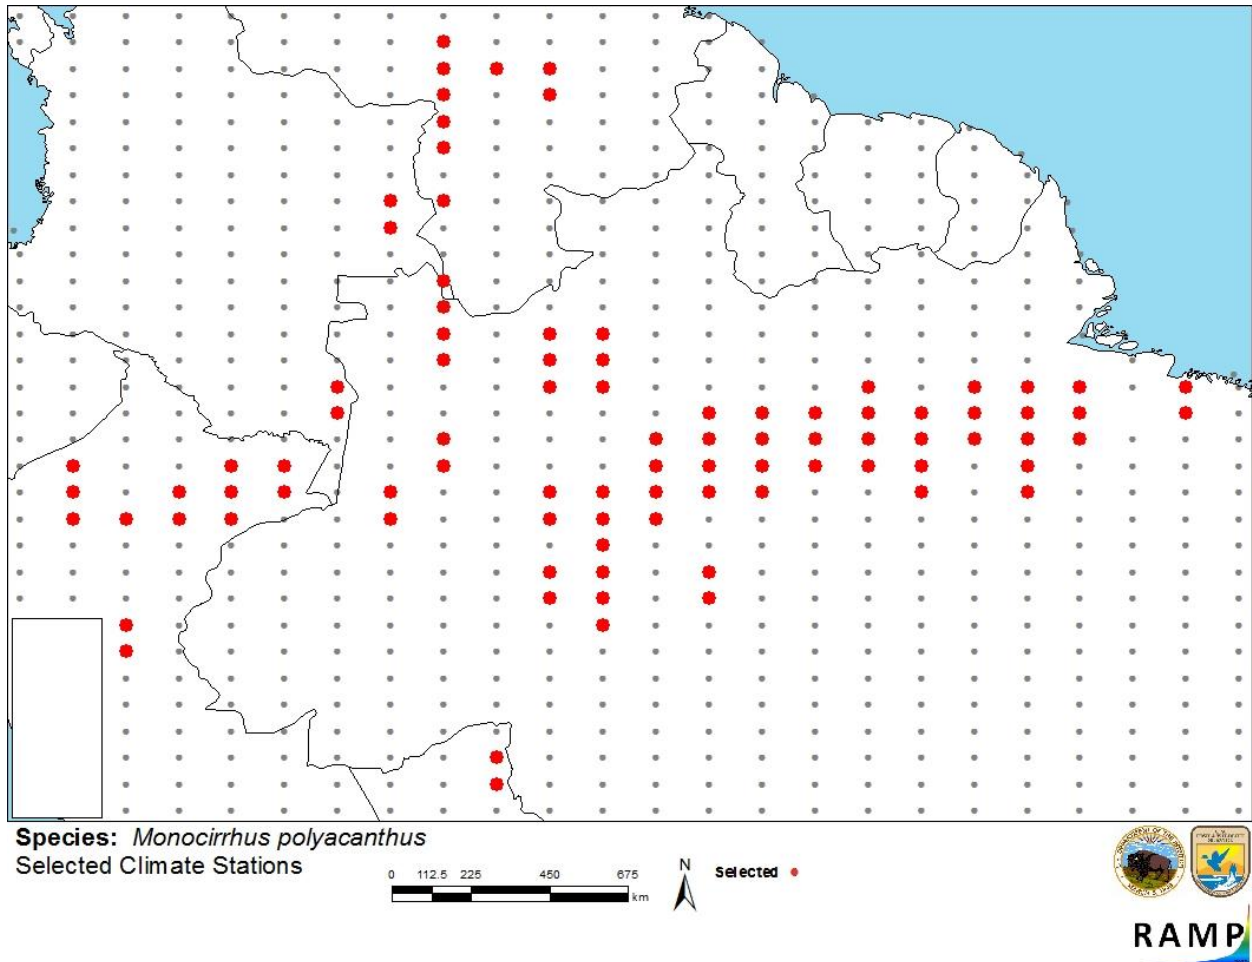 Species: Monocirrhus polyacanthus
Selected Climate Stations
0 112.5 225 450 675
km
N
Selected
RAMP